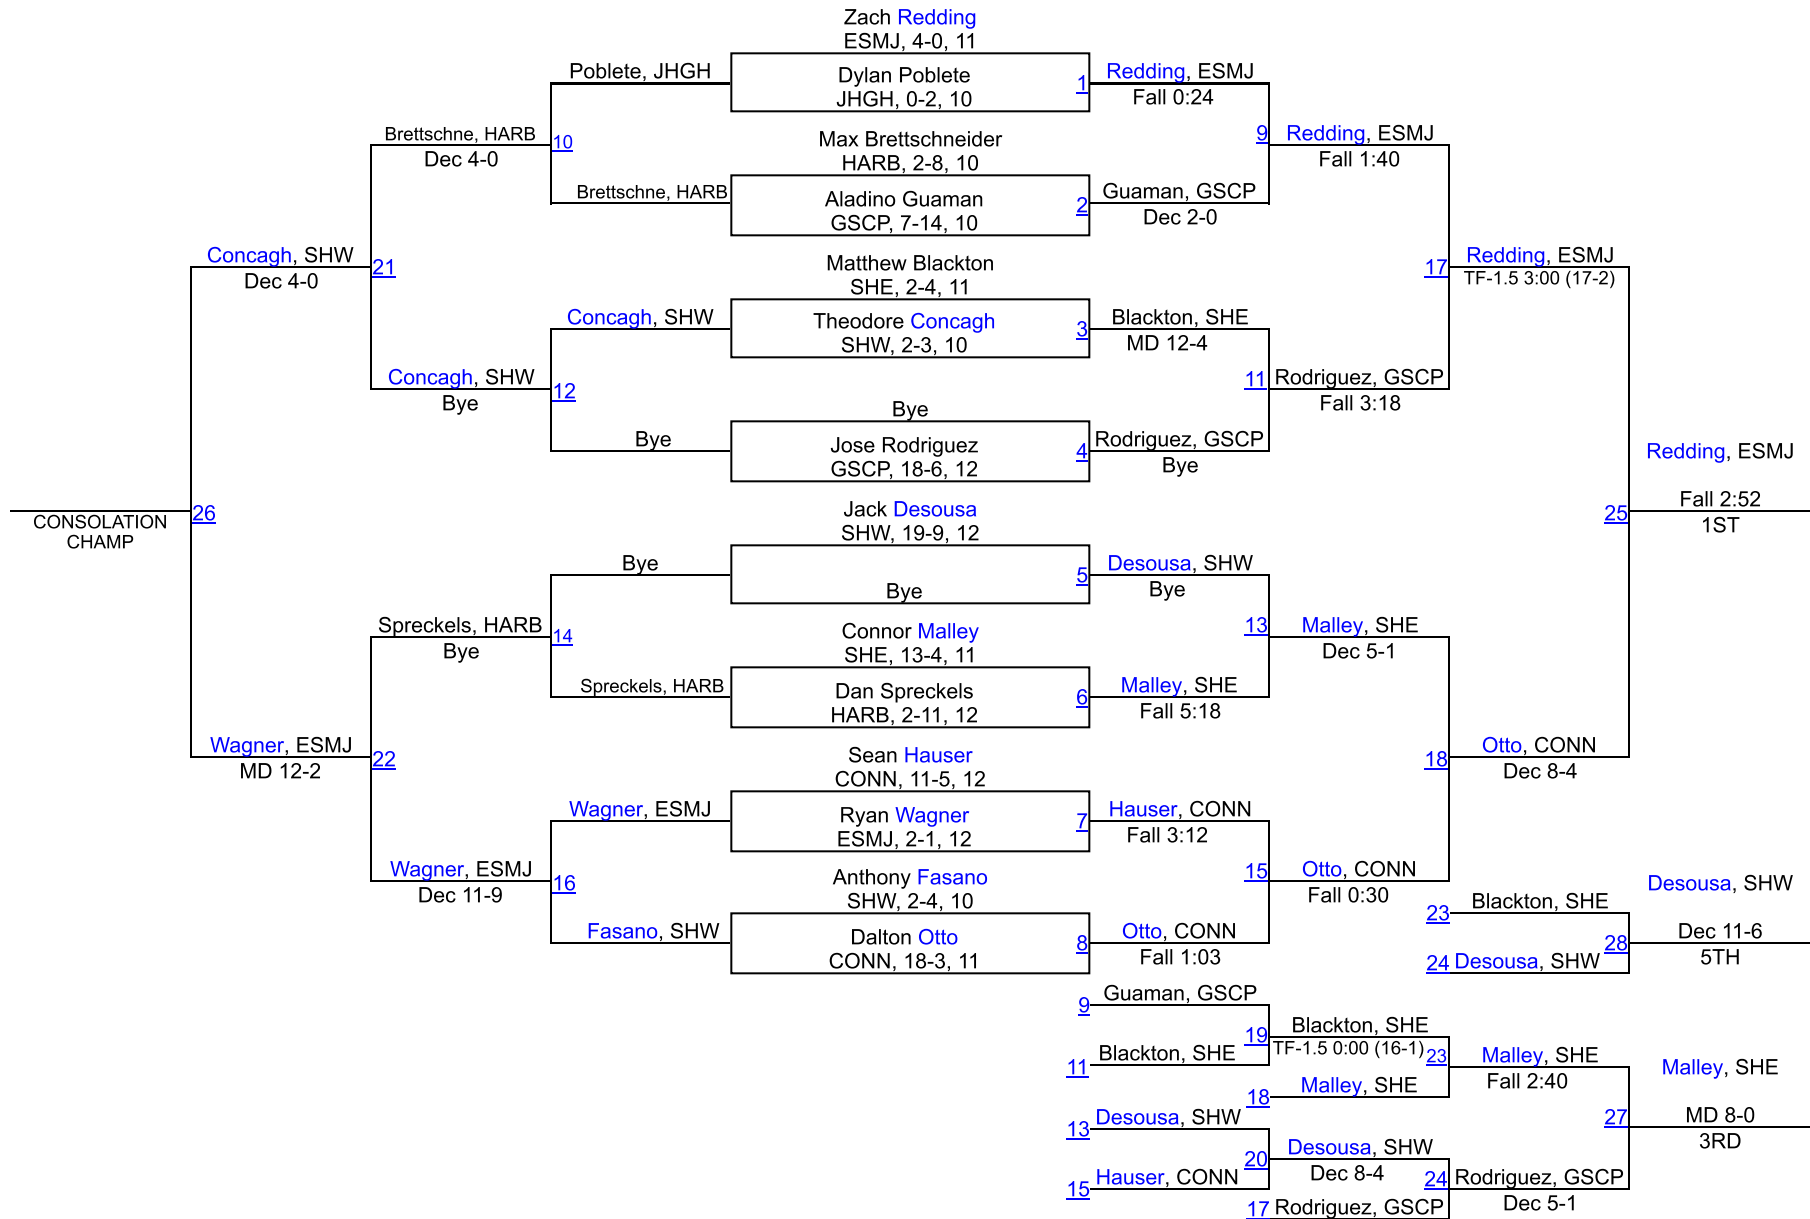 Zach Redding
ESMJ, 4-0, 11
Poblete, JHGH
Dylan Poblete
JHGH, 0-2, 10
1
Redding, ESMJ
Fall 0:24
Brettschne, HARB
Dec 4-0
10
Max Brettschneider
HARB, 2-8, 10
9
Redding, ESMJ
Fall 1:40
Brettschne, HARB
Aladino Guaman
GSCP, 7-14, 10
2
Guaman, GSCP
Dec 2-0
Concagh, SHW
Dec 4-0
21
Matthew Blackton
SHE, 2-4, 11
17
Redding, ESMJ
TF-1.5 3:00 (17-2)
Concagh, SHW
Theodore Concagh
SHW, 2-3, 10
3
Blackton, SHE
MD 12-4
Concagh, SHW
Bye
12
11
Rodriguez, GSCP
Fall 3:18
Bye
Bye
Jose Rodriguez
GSCP, 18-6, 12
4
Rodriguez, GSCP
Bye
Redding, ESMJ
Fall 2:52
1ST
25
CONSOLATION
CHAMP
26
Jack Desousa
SHW, 19-9, 12
Bye
Bye
5
Desousa, SHW
Bye
Spreckels, HARB
Bye
14
Connor Malley
SHE, 13-4, 11
13
Malley, SHE
Dec 5-1
Spreckels, HARB
Dan Spreckels
HARB, 2-11, 12
6
Malley, SHE
Fall 5:18
Wagner, ESMJ
MD 12-2
22
Sean Hauser
CONN, 11-5, 12
18
Otto, CONN
Dec 8-4
Wagner, ESMJ
Ryan Wagner
ESMJ, 2-1, 12
7
Hauser, CONN
Fall 3:12
Wagner, ESMJ
Dec 11-9
16
Anthony Fasano
SHW, 2-4, 10
15
Otto, CONN
Fall 0:30
Fasano, SHW
Dalton Otto
CONN, 18-3, 11
8
Otto, CONN
Fall 1:03
23
Blackton, SHE
24
Desousa, SHW
28
Desousa, SHW
Dec 11-6
5TH
9
Guaman, GSCP
11
Blackton, SHE
19
Blackton, SHE
TF-1.5 0:00 (16-1)
18
Malley, SHE
23
Malley, SHE
Fall 2:40
13
Desousa, SHW
15
Hauser, CONN
20
Desousa, SHW
Dec 8-4
17
Rodriguez, GSCP
24
Rodriguez, GSCP
Dec 5-1
27
Malley, SHE
MD 8-0
3RD